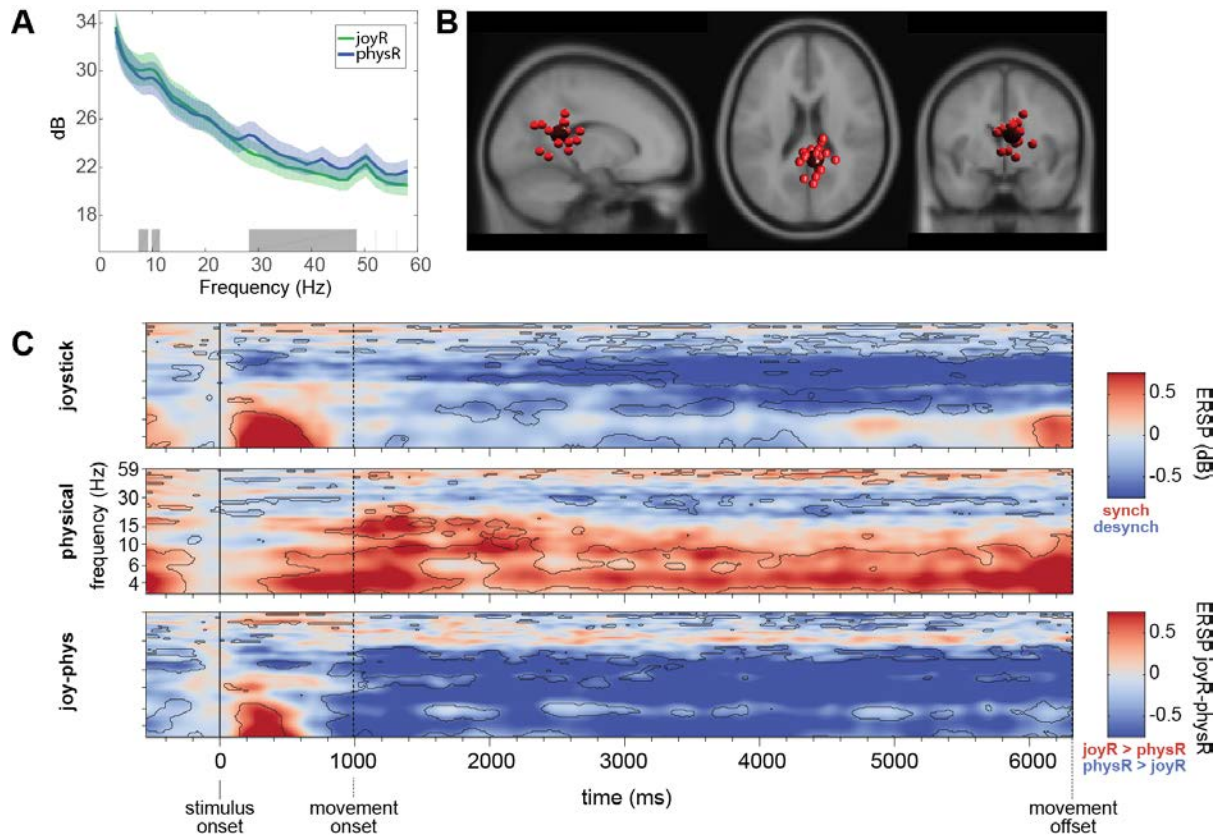 A
34
30
26
22
18
dB
joyR
physR
0 10 20 30 40 50 60
Frequency (Hz)
B
C
joystick
physical
joy-phys
frequency (Hz)
59
30
15
10
6
4
0.5
0
-0.5
ERSP (dB)
synch
desynch
0.5
0
-0.5
ERSP joyR-physR
joyR > physR
physR > joyR
0 1000 2000 3000 4000 5000 6000
time (ms)
stimulus
onset
movement
onset
movement
offset